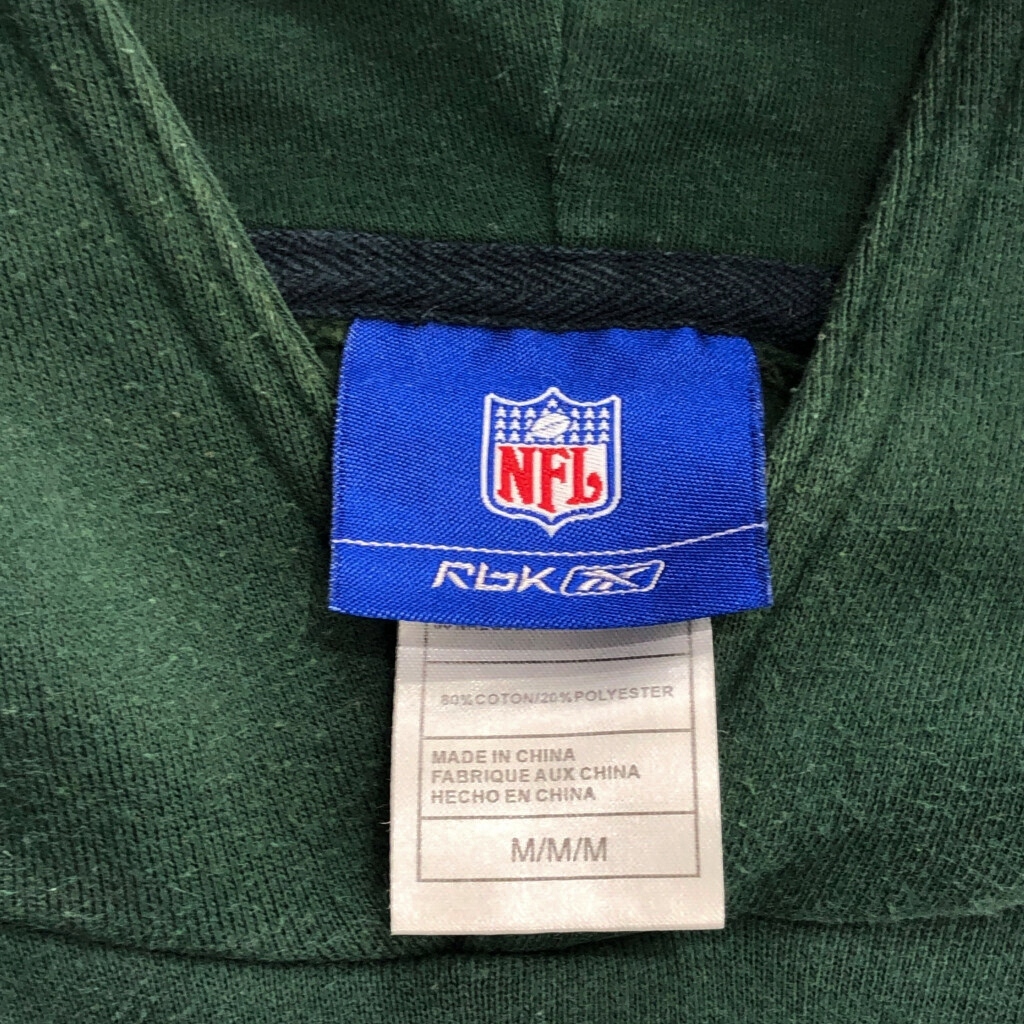 NFL
Rbk
80%COTON/20%POLYESTER
MADE IN CHINA
FABRIQUE AUX CHINA
HECHO EN CHINA
M/M/M